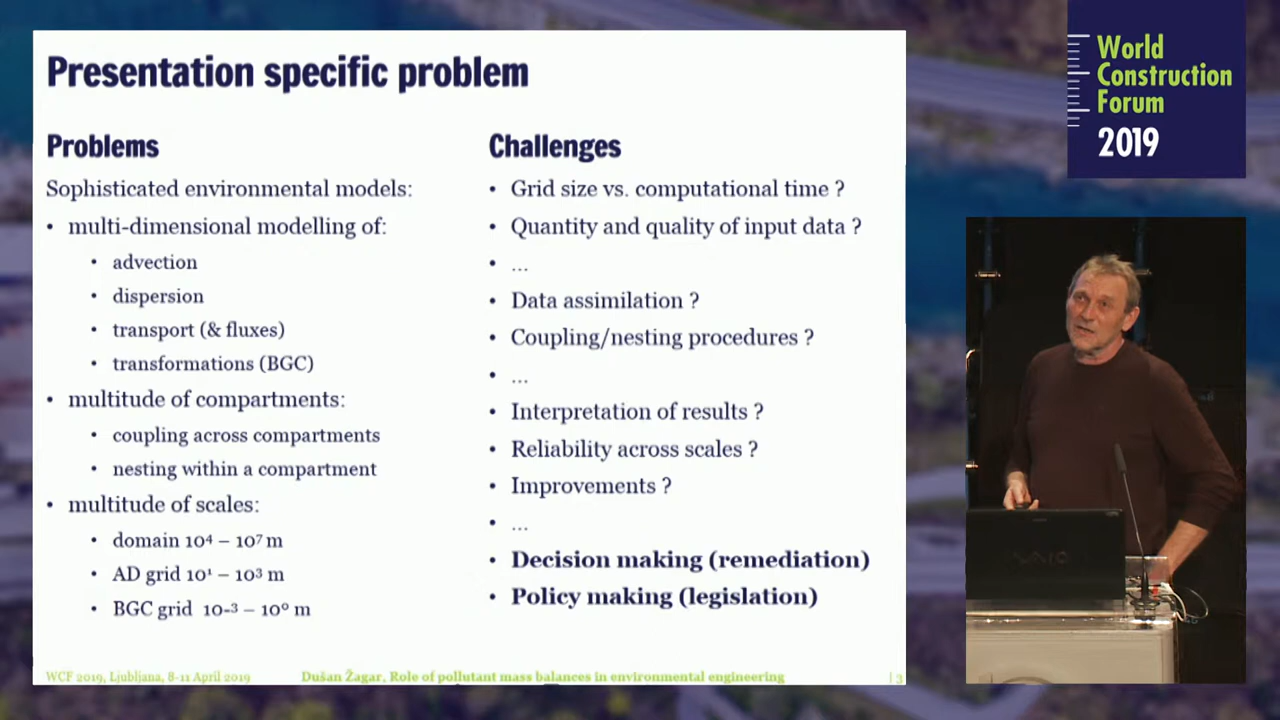 Presentation specific problem
Problems
Sophisticated environmental models:
• multi-dimensional modelling of:
• advection
• dispersion
• transport (& fluxes)
• transformations (BGC)
• multitude of compartments:
• coupling across compartments
• nesting within a compartment
• multitude of scales:
• domain 10⁴ – 10⁷ m
• AD grid 10¹ – 10³ m
• BGC grid 10-³ – 10⁰ m
Challenges
• Grid size vs. computational time ?
• Quantity and quality of input data ?
• ...
• Data assimilation ?
• Coupling/nesting procedures ?
• ...
• Interpretation of results ?
• Reliability across scales ?
• Improvements ?
• ...
• Decision making (remediation)
• Policy making (legislation)
WCF 2019, Ljubljana, 8-11 April 2019
Dušan Žagar, Role of pollutant mass balances in environmental engineering
| 3
World
Construction
Forum
2019
VAIO